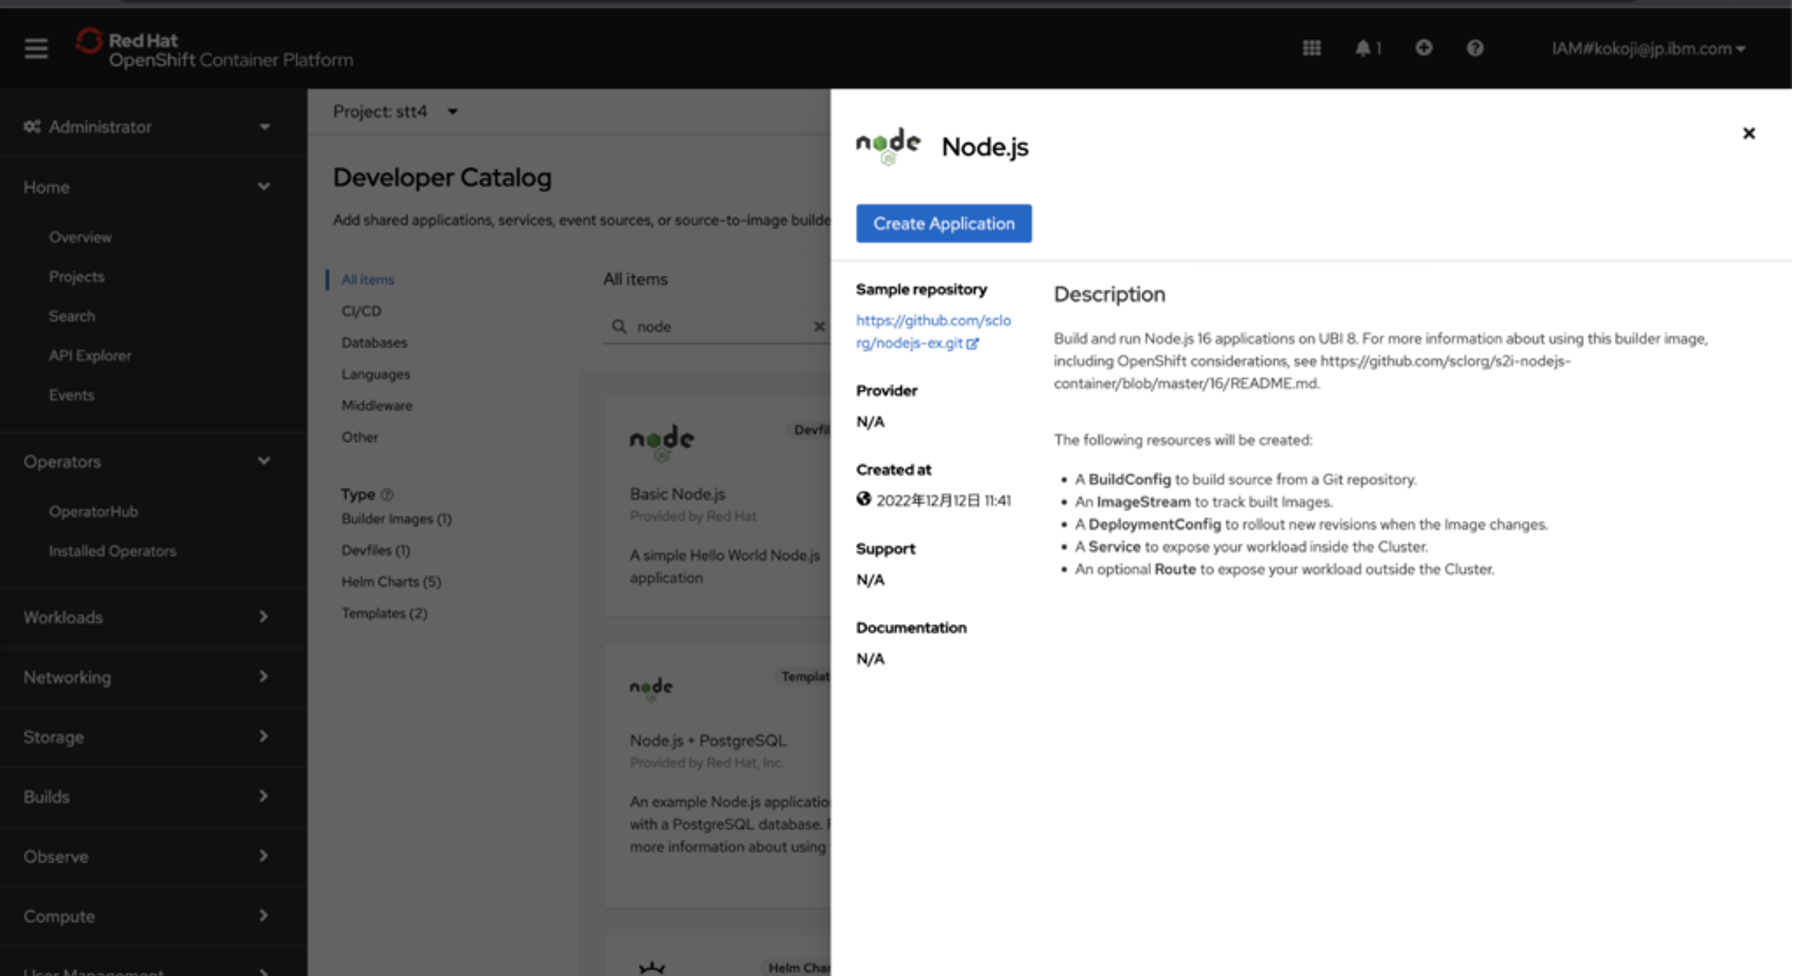 Red Hat
OpenShift Container Platform
1
IAM#kokoji@jp.ibm.com
Administrator
Home
Overview
Projects
Search
API Explorer
Events
Operators
OperatorHub
Installed Operators
Workloads
Networking
Storage
Builds
Observe
Compute
User Management
Project: stt4
Developer Catalog
Add shared applications, services, event sources, or source-to-image builde
All items
CI/CD
Databases
Languages
Middleware
Other
Type
Builder Images (1)
Devfiles (1)
Helm Charts (5)
Templates (2)
All items
node
node
Devfil
Basic Node.js
Provided by Red Hat
A simple Hello World Node.js
application
node
Templat
Node.js + PostgreSQL
Provided by Red Hat, Inc.
An example Node.js applicatio
with a PostgreSQL database.
more information about using
Helm Char
node
Node.js
Create Application
Sample repository
https://github.com/sclo
rg/nodejs-ex.git
Provider
N/A
Created at
2022年12月12日 11:41
Support
N/A
Documentation
N/A
Description
Build and run Node.js 16 applications on UBI 8. For more information about using this builder image,
including OpenShift considerations, see https://github.com/sclorg/s2i-nodejs-
container/blob/master/16/README.md.
The following resources will be created:
• A BuildConfig to build source from a Git repository.
• An ImageStream to track built Images.
• A DeploymentConfig to rollout new revisions when the Image changes.
• A Service to expose your workload inside the Cluster.
• An optional Route to expose your workload outside the Cluster.